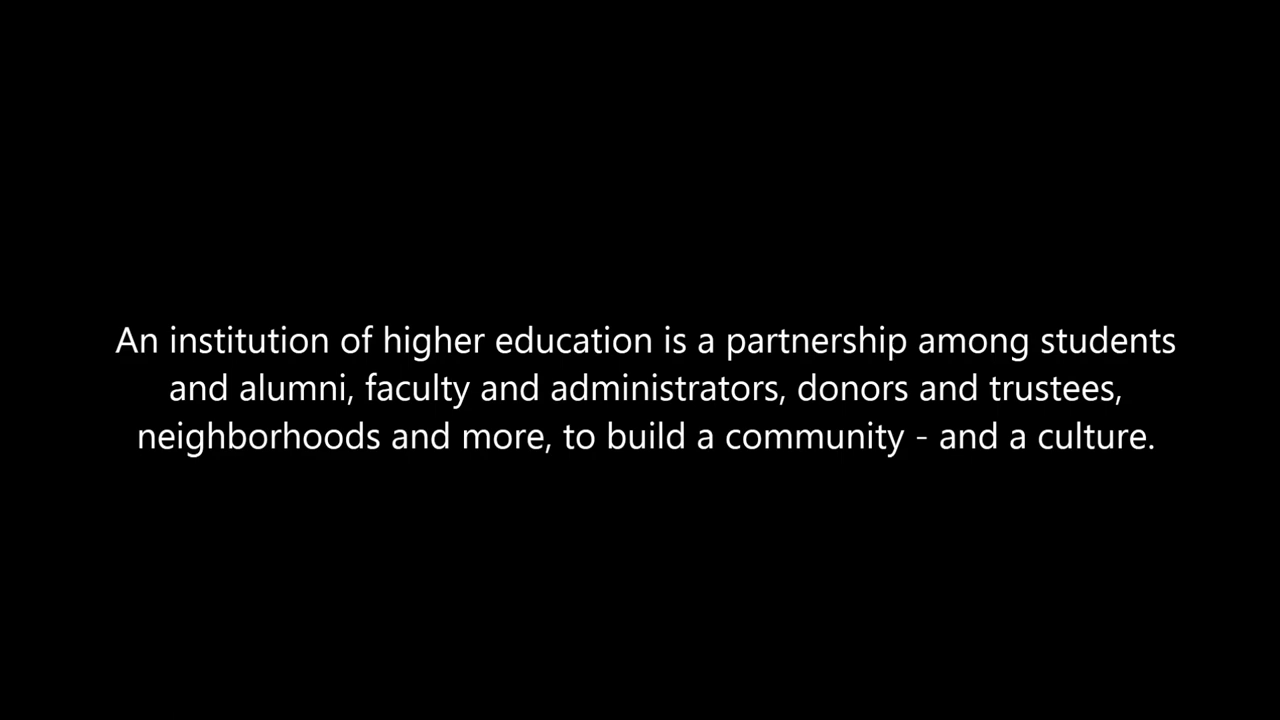 An institution of higher education is a partnership among students
and alumni, faculty and administrators, donors and trustees,
neighborhoods and more, to build a community - and a culture.